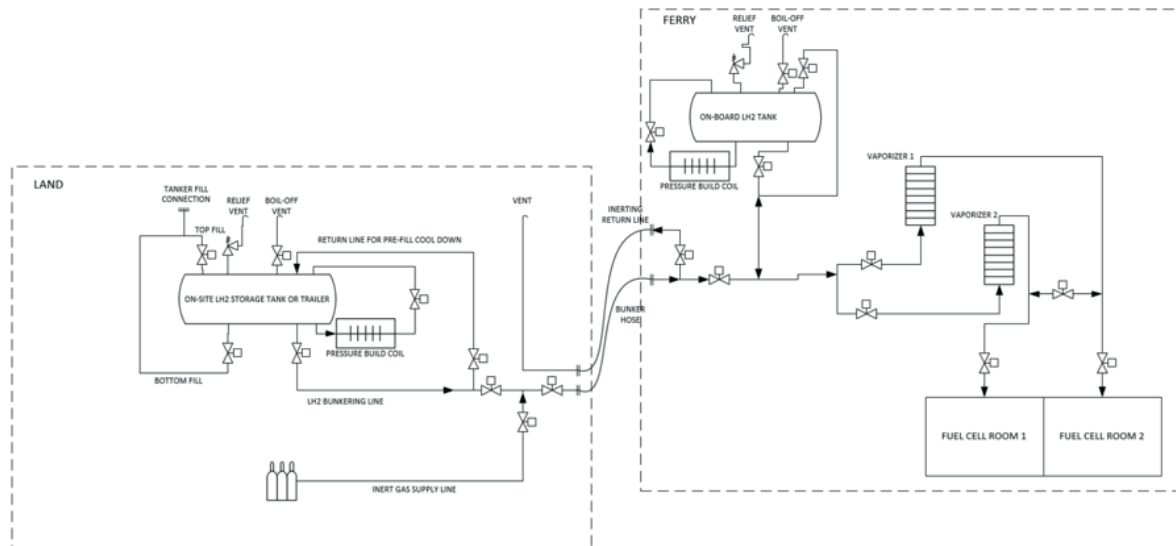 FERRY
RELIEF
VENT
BOIL-OFF
VENT
ON-BOARD LH2 TANK
PRESSURE BUILD COIL
VAPORIZER 1
VAPORIZER 2
FUEL CELL ROOM 1
FUEL CELL ROOM 2
LAND
TANKER FILL
CONNECTION
TOP FILL
RELIEF
VENT
BOIL-OFF
VENT
RETURN LINE FOR PRE-FILL COOL DOWN
ON-SITE LH2 STORAGE TANK OR TRAILER
PRESSURE BUILD COIL
BOTTOM FILL
LH2 BUNKERING LINE
INERT GAS SUPPLY LINE
VENT
INERTING
RETURN LINE
BUNKER
HOSE